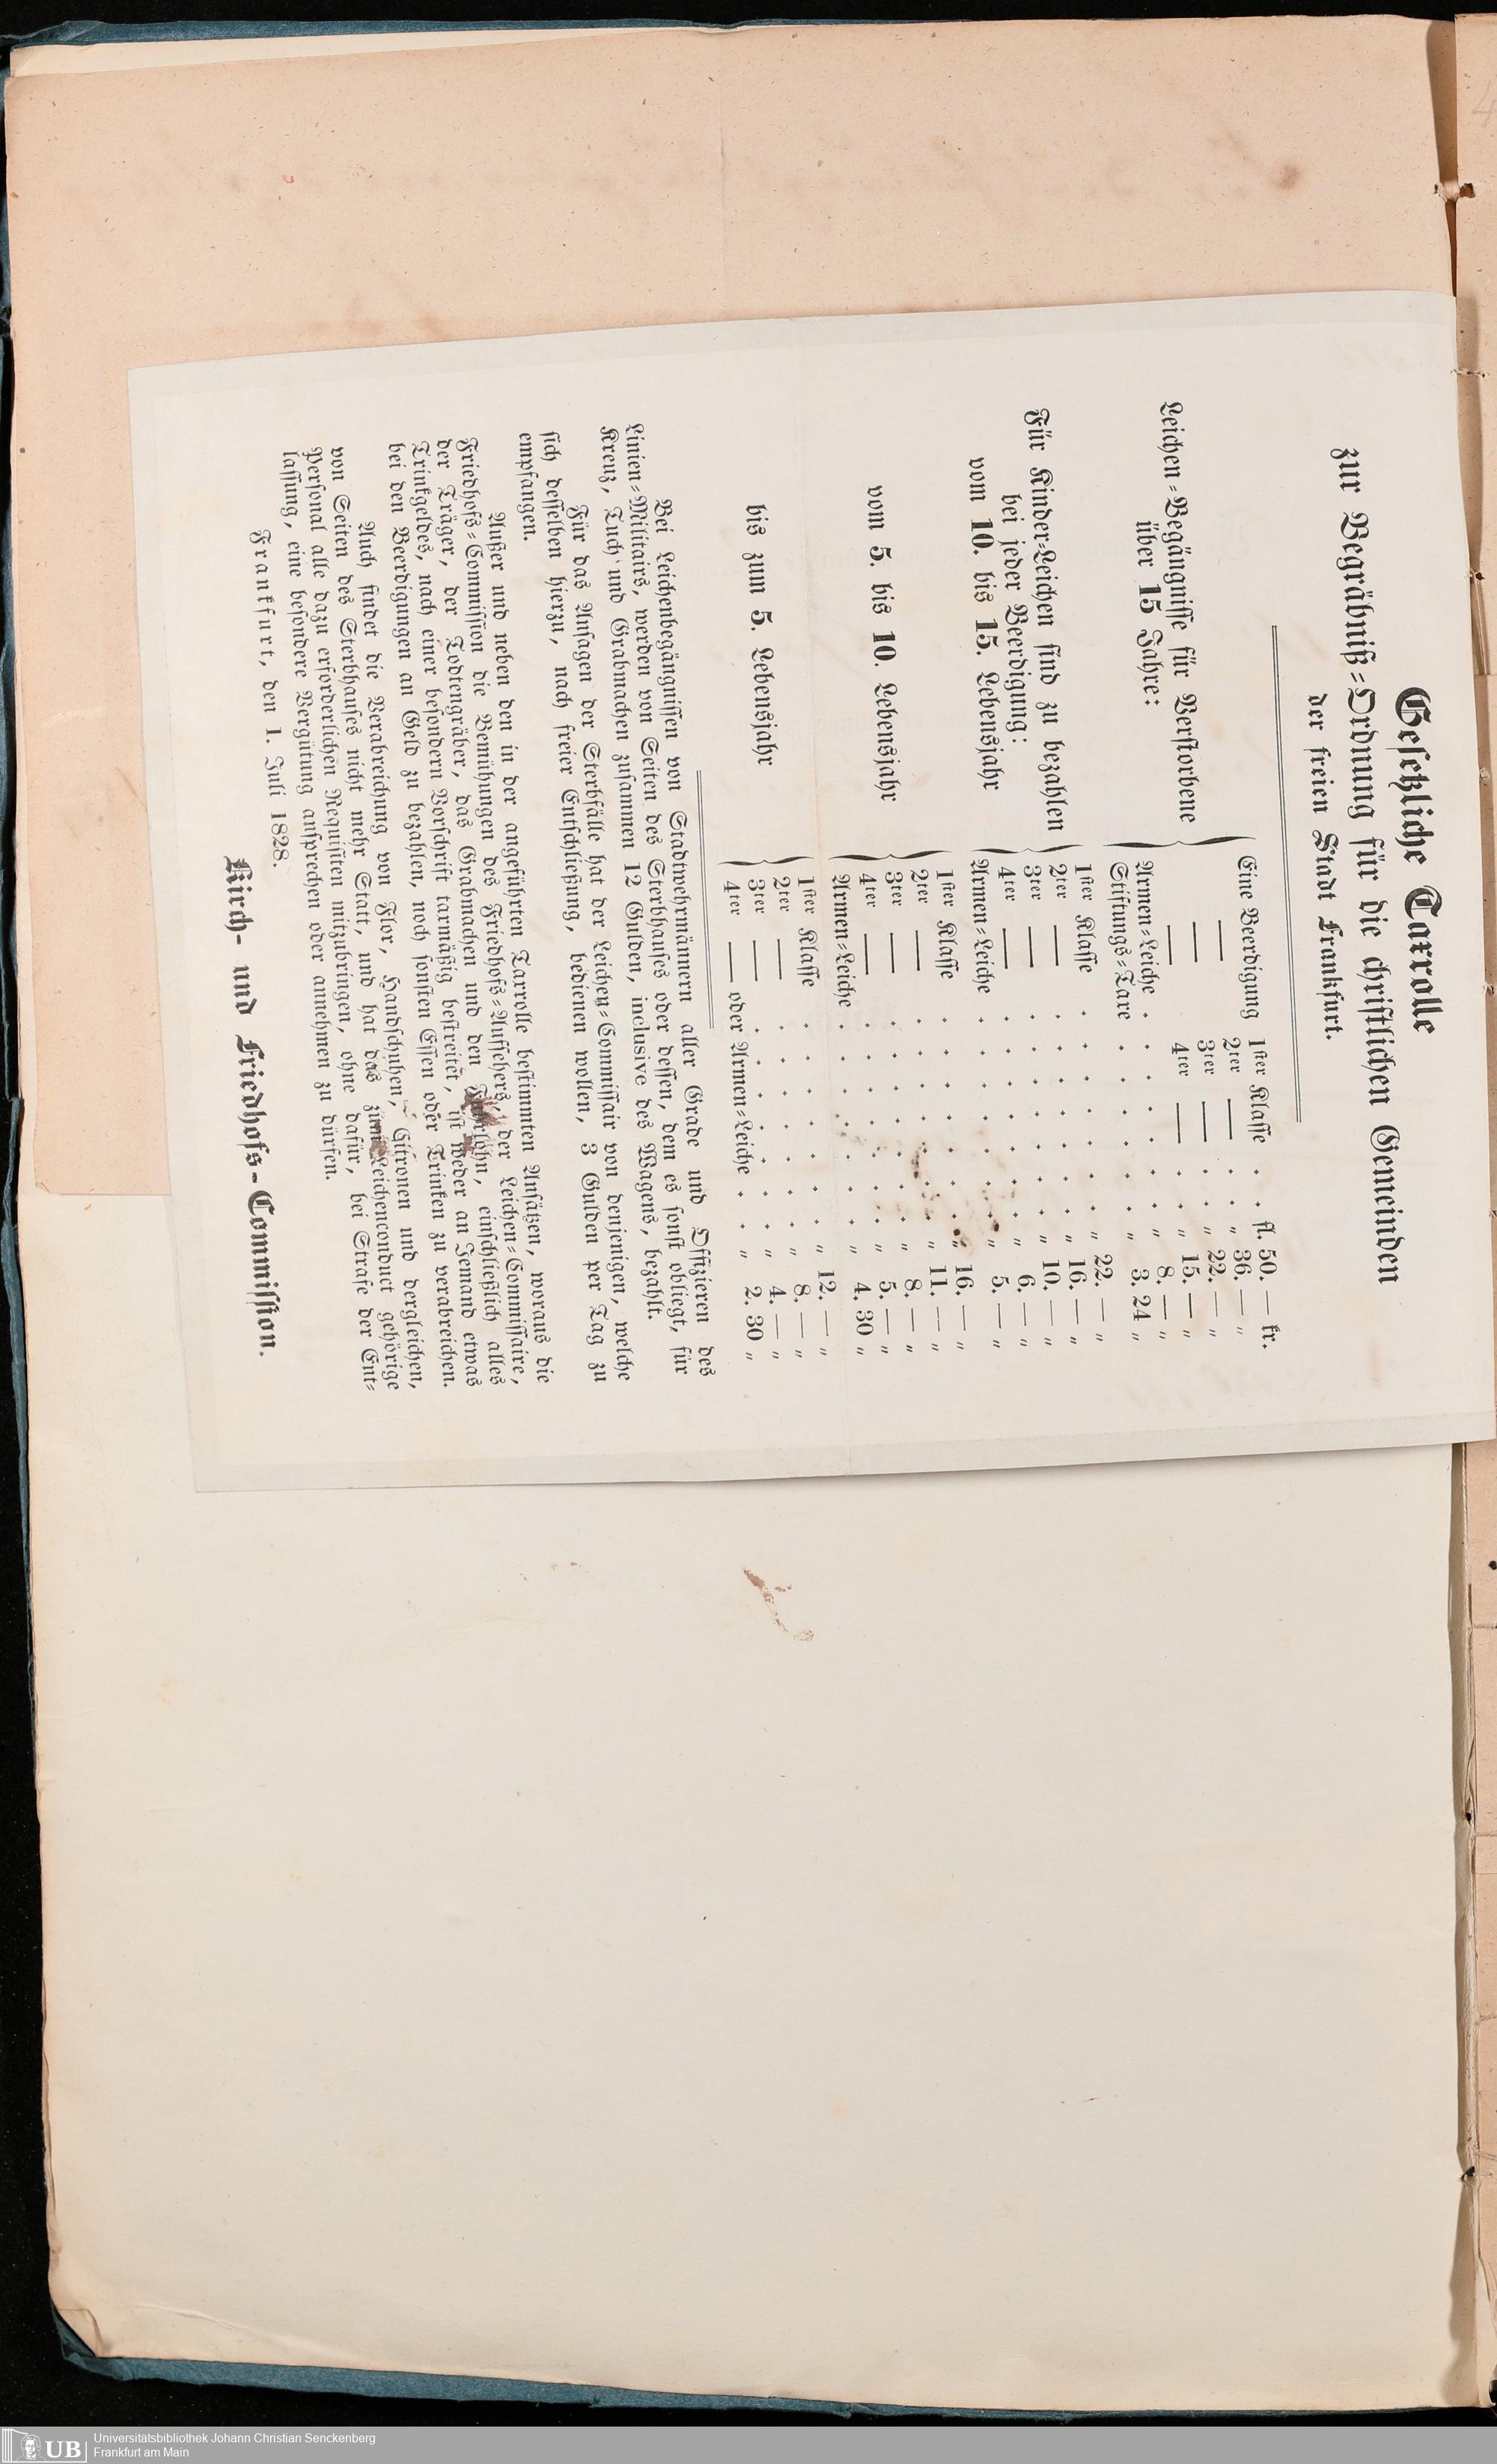 Gesetzliche Taxrolle
zur Begräbniß=Ordnung für die christlichen Gemeinden
der freien Stadt Frankfurt.
Leichen=Begängnisse für Verstorbene
über 15 Jahre:
Eine Beerdigung 1ster Klasse . . fl. 50. — kr.
— 2ter — . . „ 36. — „
— 3ter — . . „ 22. — „
— 4ter — . . „ 15. — „
Armen=Leiche . . . . . . . „ 8. — „
Stiftungs=Taxe . . . . . . . „ 3. 24 „
Für Kinder=Leichen sind zu bezahlen
bei jeder Beerdigung:
vom 10. bis 15. Lebensjahr
1ster Klasse . . . . . . . „ 22. — „
2ter — . . . . . . . „ 16. — „
3ter — . . . . . . . „ 10. — „
4ter — . . . . . . . „ 6. — „
Armen=Leiche . . . . . . . „ 5. — „
vom 5. bis 10. Lebensjahr
1ster Klasse . . . . . . . „ 16. — „
2ter — . . . . . . . „ 11. — „
3ter — . . . . . . . „ 8. — „
4ter — . . . . . . . „ 5. — „
Armen=Leiche . . . . . . . „ 4. 30 „
bis zum 5. Lebensjahr
1ster Klasse . . . . . . . „ 12. — „
2ter — . . . . . . . „ 8. — „
3ter — . . . . . . . „ 4. — „
4ter — oder Armen=Leiche . . „ 2. 30 „
Bei Leichenbegängnissen von Stadtwehrmännern aller Grade und Offizieren des
Linien=Militairs, werden von Seiten des Sterbhauses oder dessen, dem es sonst obliegt, für
Kreuz, Tuch und Grabmachen zusammen 12 Gulden, inclusive des Wagens, bezahlt.
Für das Ansagen der Sterbfälle hat der Leichen=Commissair von denjenigen, welche
sich desselben hierzu, nach freier Entschließung, bedienen wollen, 3 Gulden per Tag zu
empfangen.
Außer und neben den in der angeführten Taxrolle bestimmten Ansätzen, woraus die
Friedhofs=Commission die Bemühungen des Friedhofs=Aufsehers, der Leichen=Commissaire,
der Träger, der Todtengräber, das Grabmachen und den Fuhrlohn, einschließlich alles
Trinkgeldes, nach einer besondern Vorschrift taxmäßig bestreitet, ist weder an Jemand etwas
bei den Beerdigungen an Geld zu bezahlen, noch sonsten Essen oder Trinken zu verabreichen.
Auch findet die Verabreichung von Flor, Handschuhen, Citronen und dergleichen,
von Seiten des Sterbhauses nicht mehr Statt, und hat das zum Leichenconduct gehörige
Personal alle dazu erforderlichen Requisiten mitzubringen, ohne dafür, bei Strafe der Ent=
lassung, eine besondere Vergütung ansprechen oder annehmen zu dürfen.
Frankfurt, den 1. Juli 1828.
Kirch- und Friedhofs-Commission.
UB
Universitätsbibliothek Johann Christian Senckenberg
Frankfurt am Main